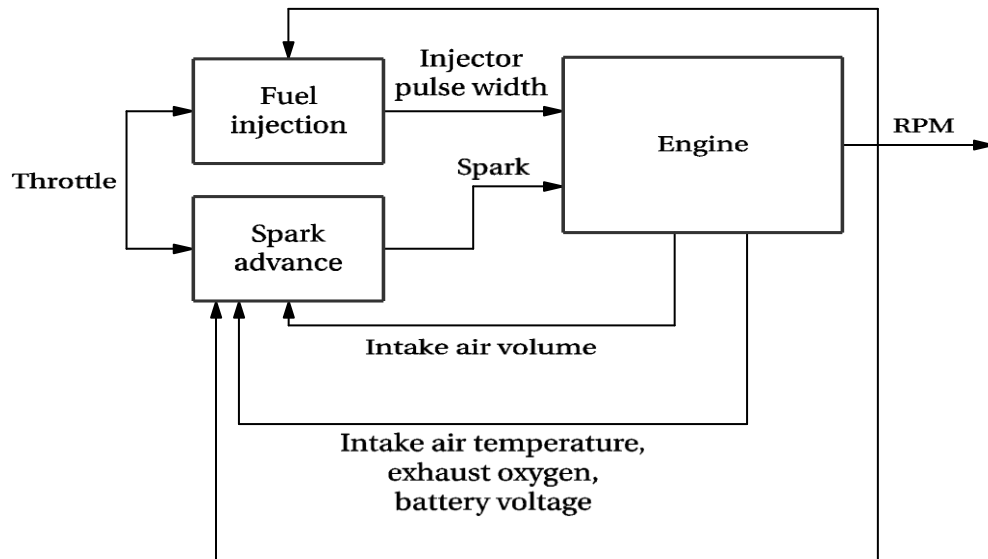 Fuel
injection
Injector
pulse width
Engine
RPM
Throttle
Spark
Spark
advance
Intake air volume
Intake air temperature,
exhaust oxygen,
battery voltage